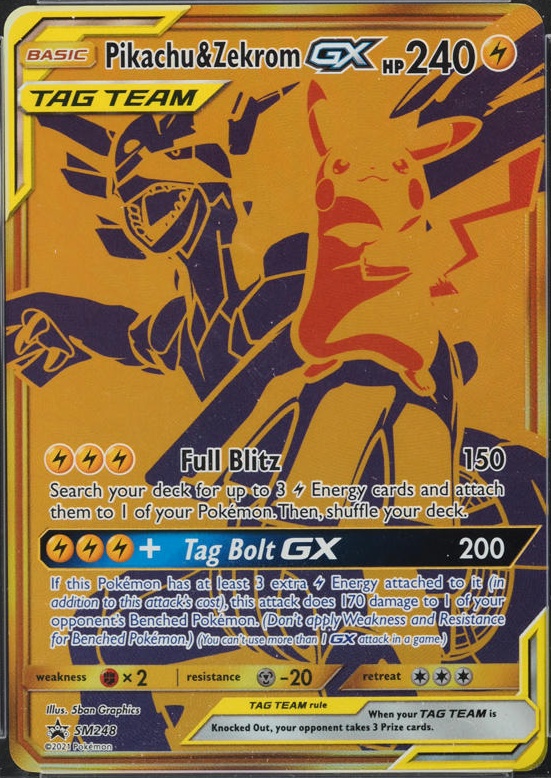 BASIC Pikachu&Zekrom GX HP 240
TAG TEAM
Full Blitz 150
Search your deck for up to 3 Energy cards and attach
them to 1 of your Pokémon. Then, shuffle your deck.
+ Tag Bolt GX 200
If this Pokémon has at least 3 extra Energy attached to it (in
addition to this attack's cost), this attack does 170 damage to 1 of your
opponent's Benched Pokémon. (Don't apply Weakness and Resistance
for Benched Pokémon.) (You can't use more than 1 GX attack in a game.)
weakness ×2 resistance -20 retreat
Illus. 5ban Graphics
TAG TEAM rule
When your TAG TEAM is
Knocked Out, your opponent takes 3 Prize cards.
SM248
©2021 Pokémon